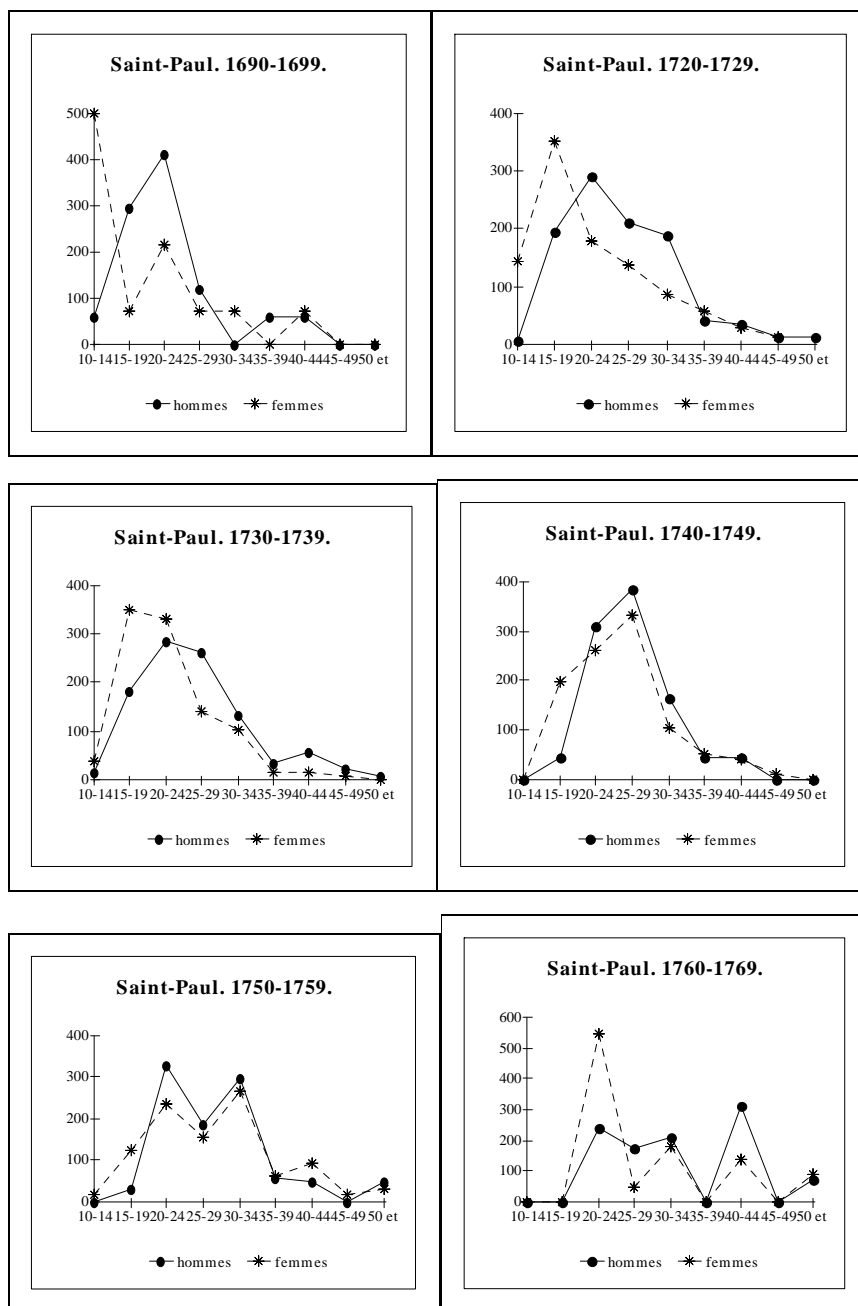 Saint-Paul. 1690-1699.
500
400
300
200
100
0
10-14 15-19 20-24 25-29 30-34 35-39 40-44 45-49 50 et
hommes femmes
Saint-Paul. 1720-1729.
400
300
200
100
0
10-14 15-19 20-24 25-29 30-34 35-39 40-44 45-49 50 et
hommes femmes
Saint-Paul. 1730-1739.
400
300
200
100
0
10-14 15-19 20-24 25-29 30-34 35-39 40-44 45-49 50 et
hommes femmes
Saint-Paul. 1740-1749.
400
300
200
100
0
10-14 15-19 20-24 25-29 30-34 35-39 40-44 45-49 50 et
hommes femmes
Saint-Paul. 1750-1759.
400
300
200
100
0
10-14 15-19 20-24 25-29 30-34 35-39 40-44 45-49 50 et
hommes femmes
Saint-Paul. 1760-1769.
600
500
400
300
200
100
0
10-14 15-19 20-24 25-29 30-34 35-39 40-44 45-49 50 et
hommes femmes